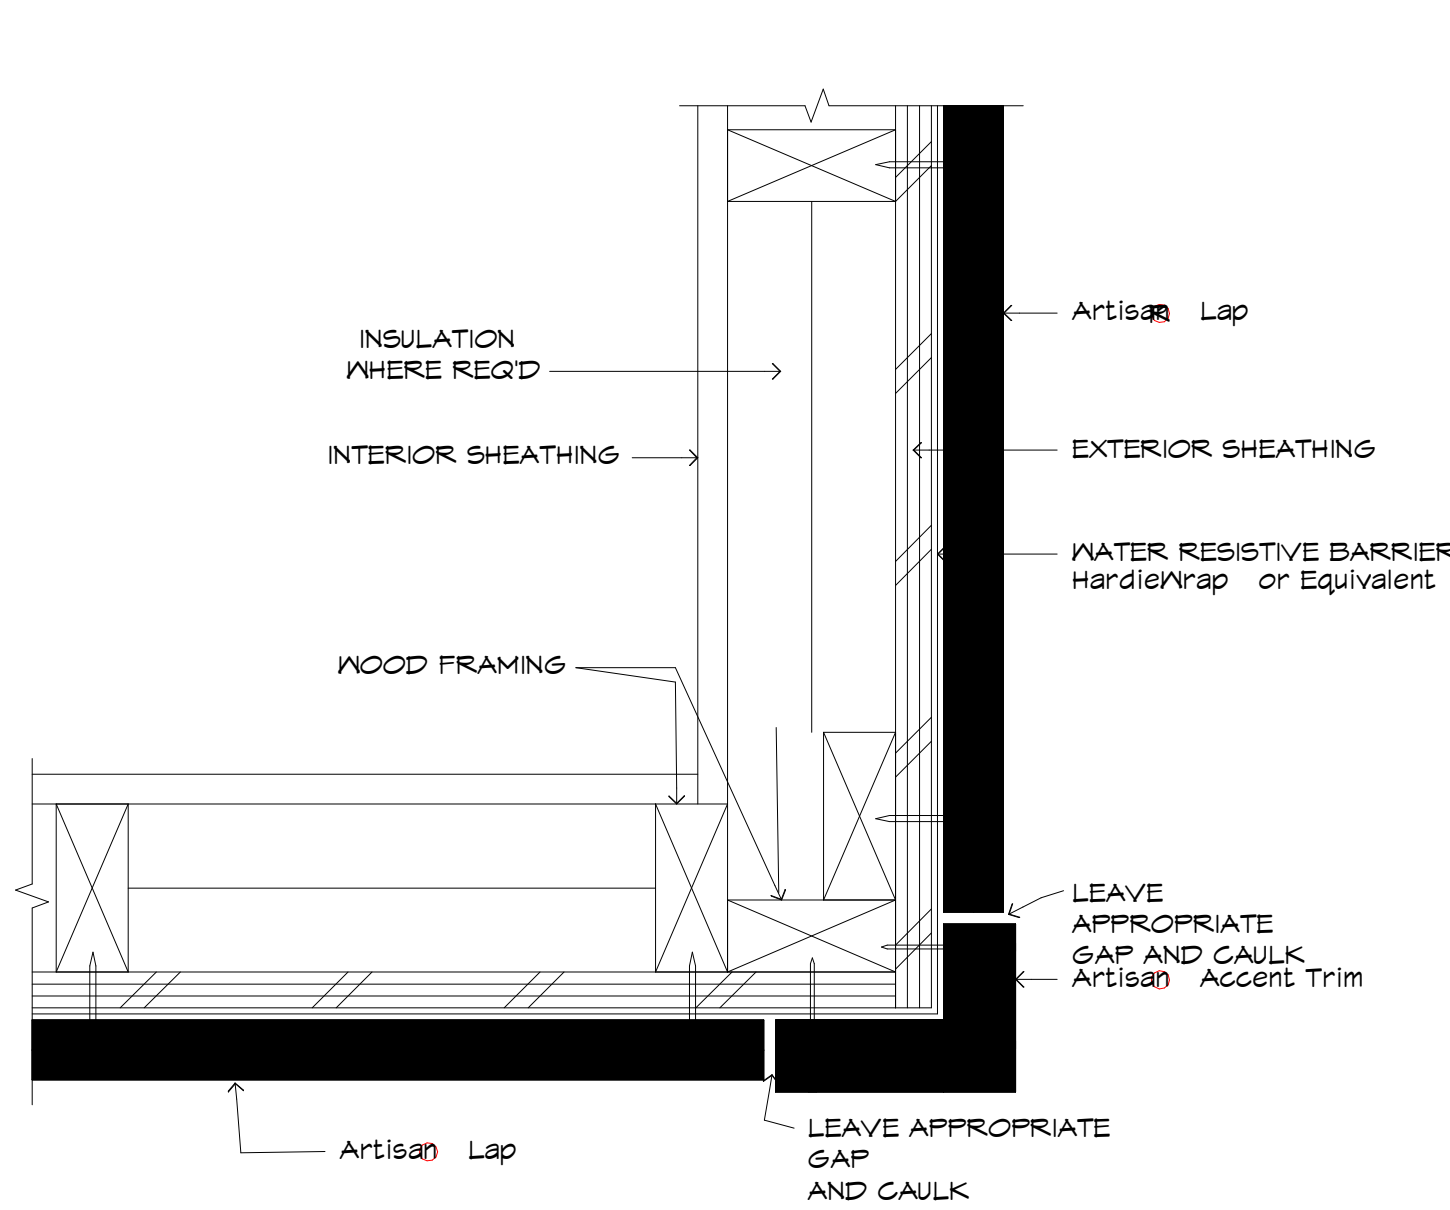 Artisan® Lap
INSULATION
WHERE REQ'D
INTERIOR SHEATHING
EXTERIOR SHEATHING
WATER RESISTIVE BARRIER
HardieWrap or Equivalent
WOOD FRAMING
LEAVE
APPROPRIATE
GAP AND CAULK
Artisan Accent Trim
LEAVE APPROPRIATE
GAP
AND CAULK
Artisan Lap